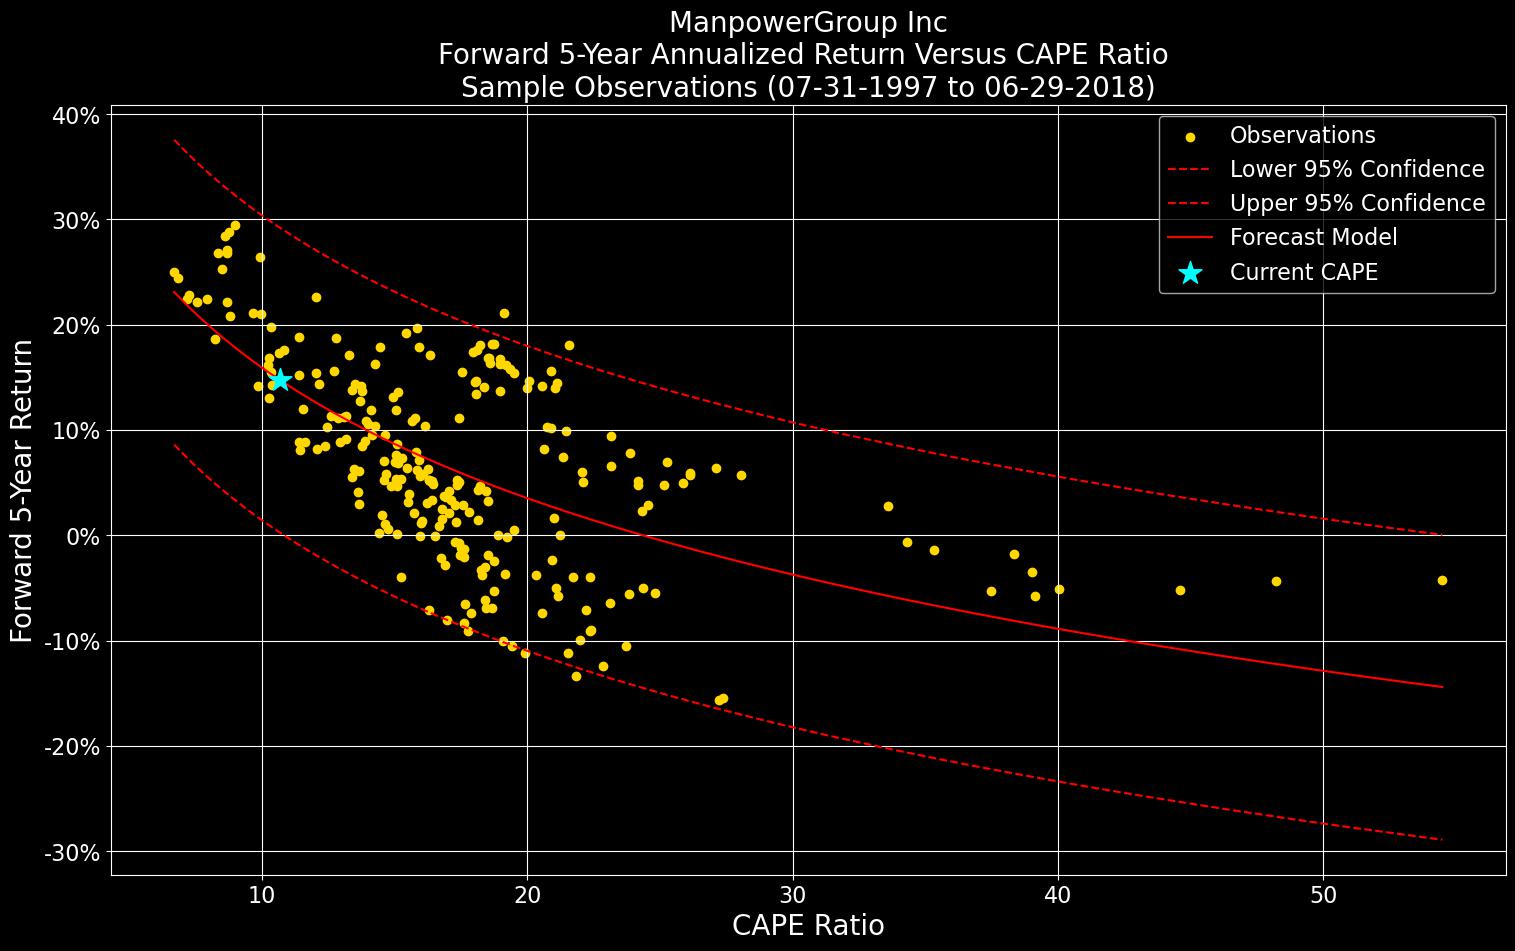 ManpowerGroup Inc
Forward 5-Year Annualized Return Versus CAPE Ratio
Sample Observations (07-31-1997 to 06-29-2018)
Observations
Lower 95% Confidence
Upper 95% Confidence
Forecast Model
Current CAPE
Forward 5-Year Return
40%
30%
20%
10%
0%
-10%
-20%
-30%
10 20 30 40 50
CAPE Ratio